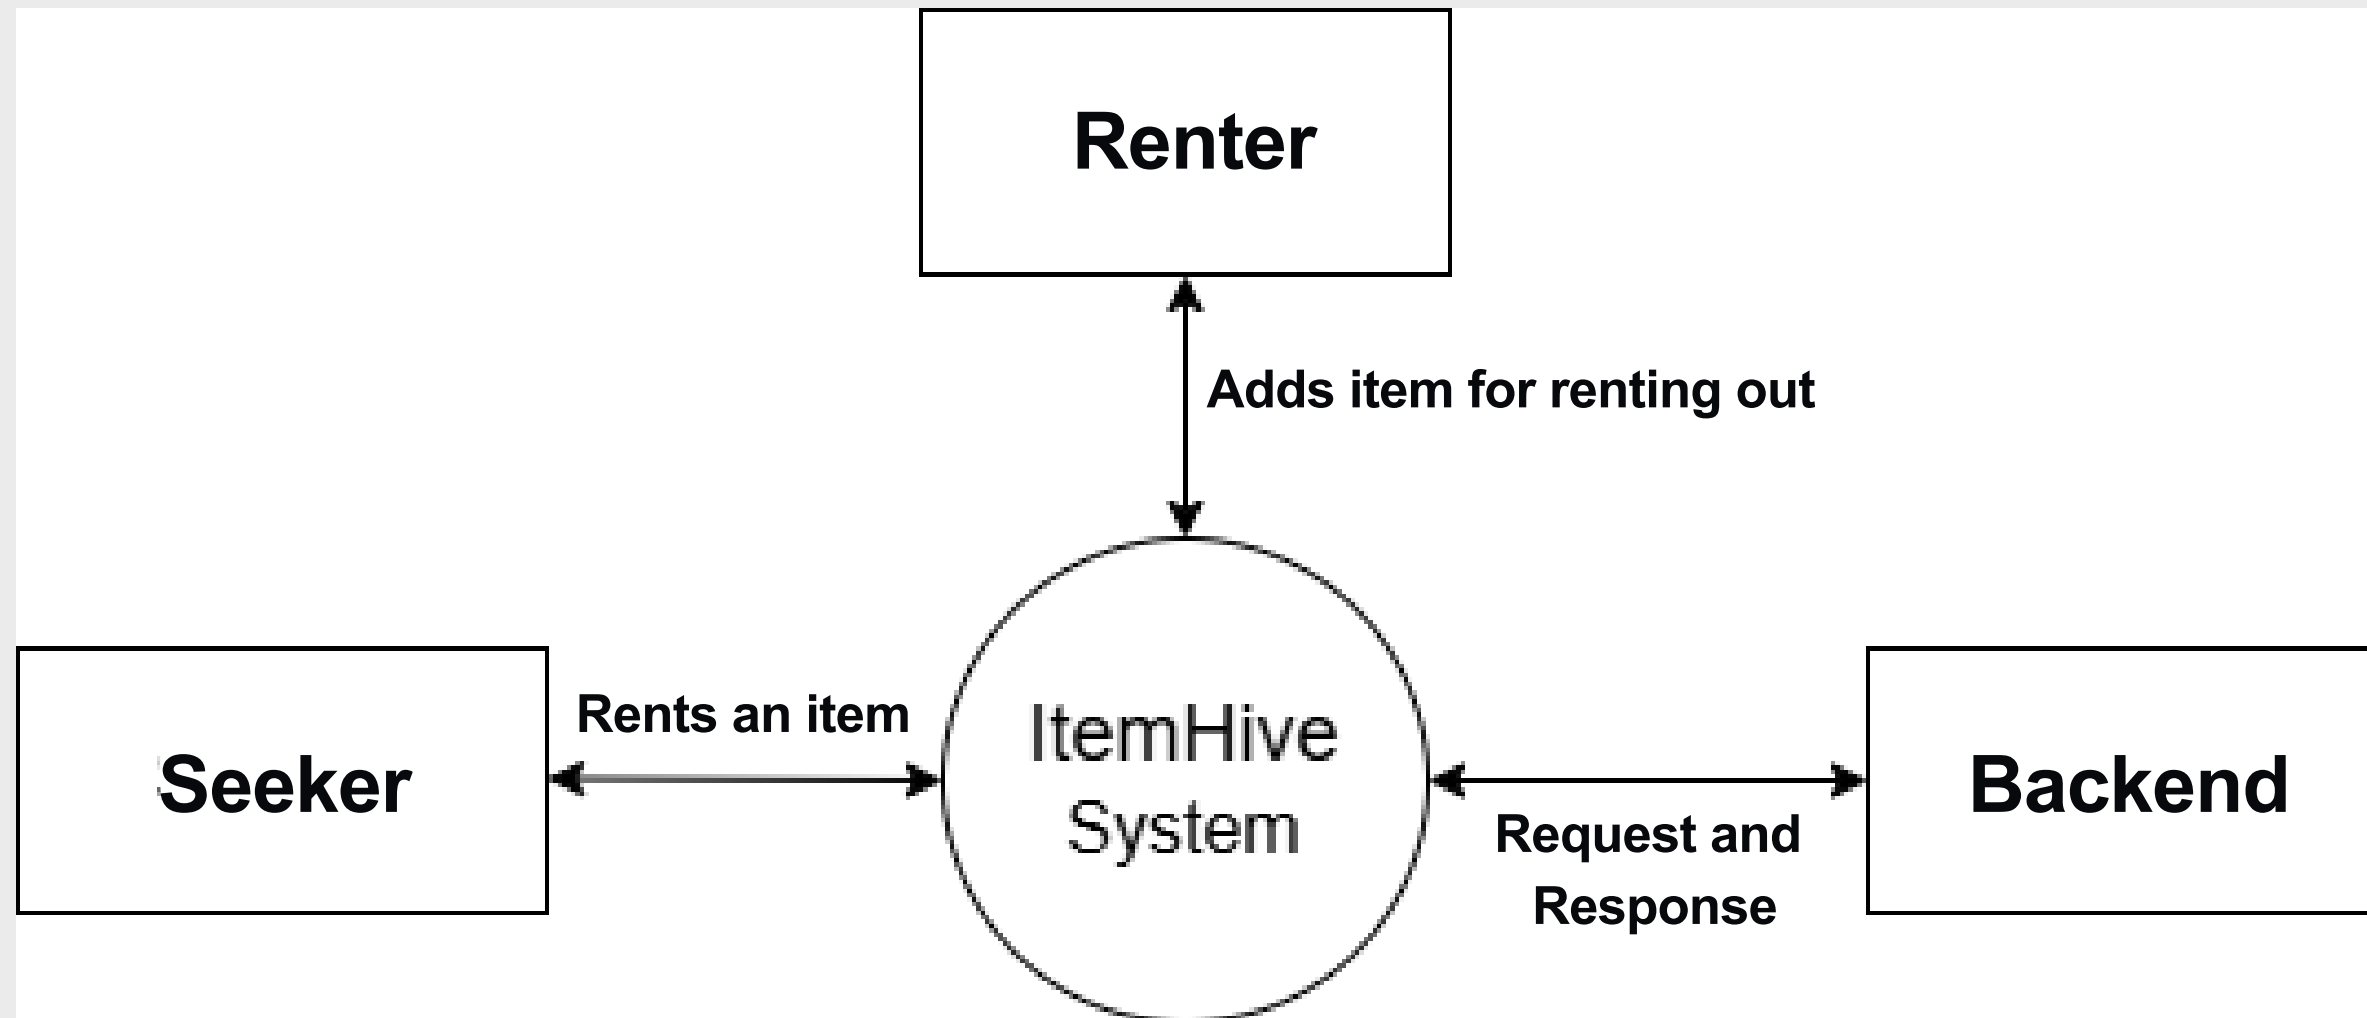 Renter
Adds item for renting out
Rents an item
Seeker
ItemHive
System
Backend
Request and
Response